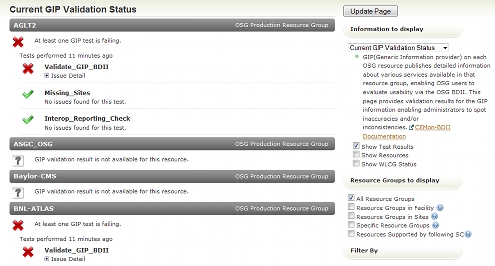 Current GIP Validation Status
AGLT2 OSG Production Resource Group
At least one GIP test is failing.
Tests performed 11 minutes ago
Validate_GIP_BDII
Issue Detail
Missing_Sites
No issues found for this test.
Interop_Reporting_Check
No issues found for this test.
ASGC_OSG OSG Production Resource Group
? GIP validation result is not available for this resource.
Baylor-CMS OSG Production Resource Group
? GIP validation result is not available for this resource.
BNL-ATLAS OSG Production Resource Group
At least one GIP test is failing.
Tests performed 11 minutes ago
Validate_GIP_BDII
Issue Detail
Update Page
Information to display
Current GIP Validation Status
GIP(Generic Information provider) on each
OSG resource publishes detailed information
about various services available in that
resource group, enabling OSG users to
evaluate usability via the OSG BDII. This
page provides validation results for the GIP
information enabling administrators to spot
inaccuracies and/or
inconsistencies. CEMon-BDII
Documentation
Show Test Results
Show Resources
Show WLCG Status
Resource Groups to display
All Resource Groups
Resource Groups in Facility ?
Resource Groups in Sites ?
Specific Resource Groups ?
Resources Supported by following SC ?
Filter By